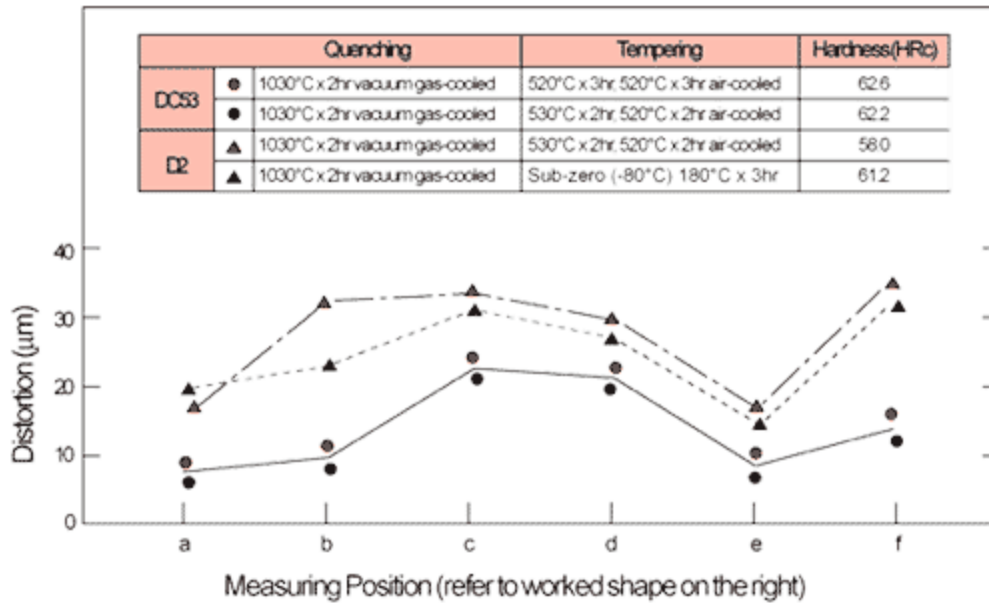 Quenching Tempering Hardness(HRc)
DC53 1030°C x 2hr vacuum gas-cooled 520°C x 3hr, 520°C x 3hr air-cooled 62.6
1030°C x 2hr vacuum gas-cooled 530°C x 2hr, 520°C x 2hr air-cooled 62.2
D2 1030°C x 2hr vacuum gas-cooled 530°C x 2hr, 520°C x 2hr air-cooled 58.0
1030°C x 2hr vacuum gas-cooled Sub-zero (-80°C) 180°C x 3hr 61.2
Distortion (µm)
40
30
20
10
0
a b c d e f
Measuring Position (refer to worked shape on the right)